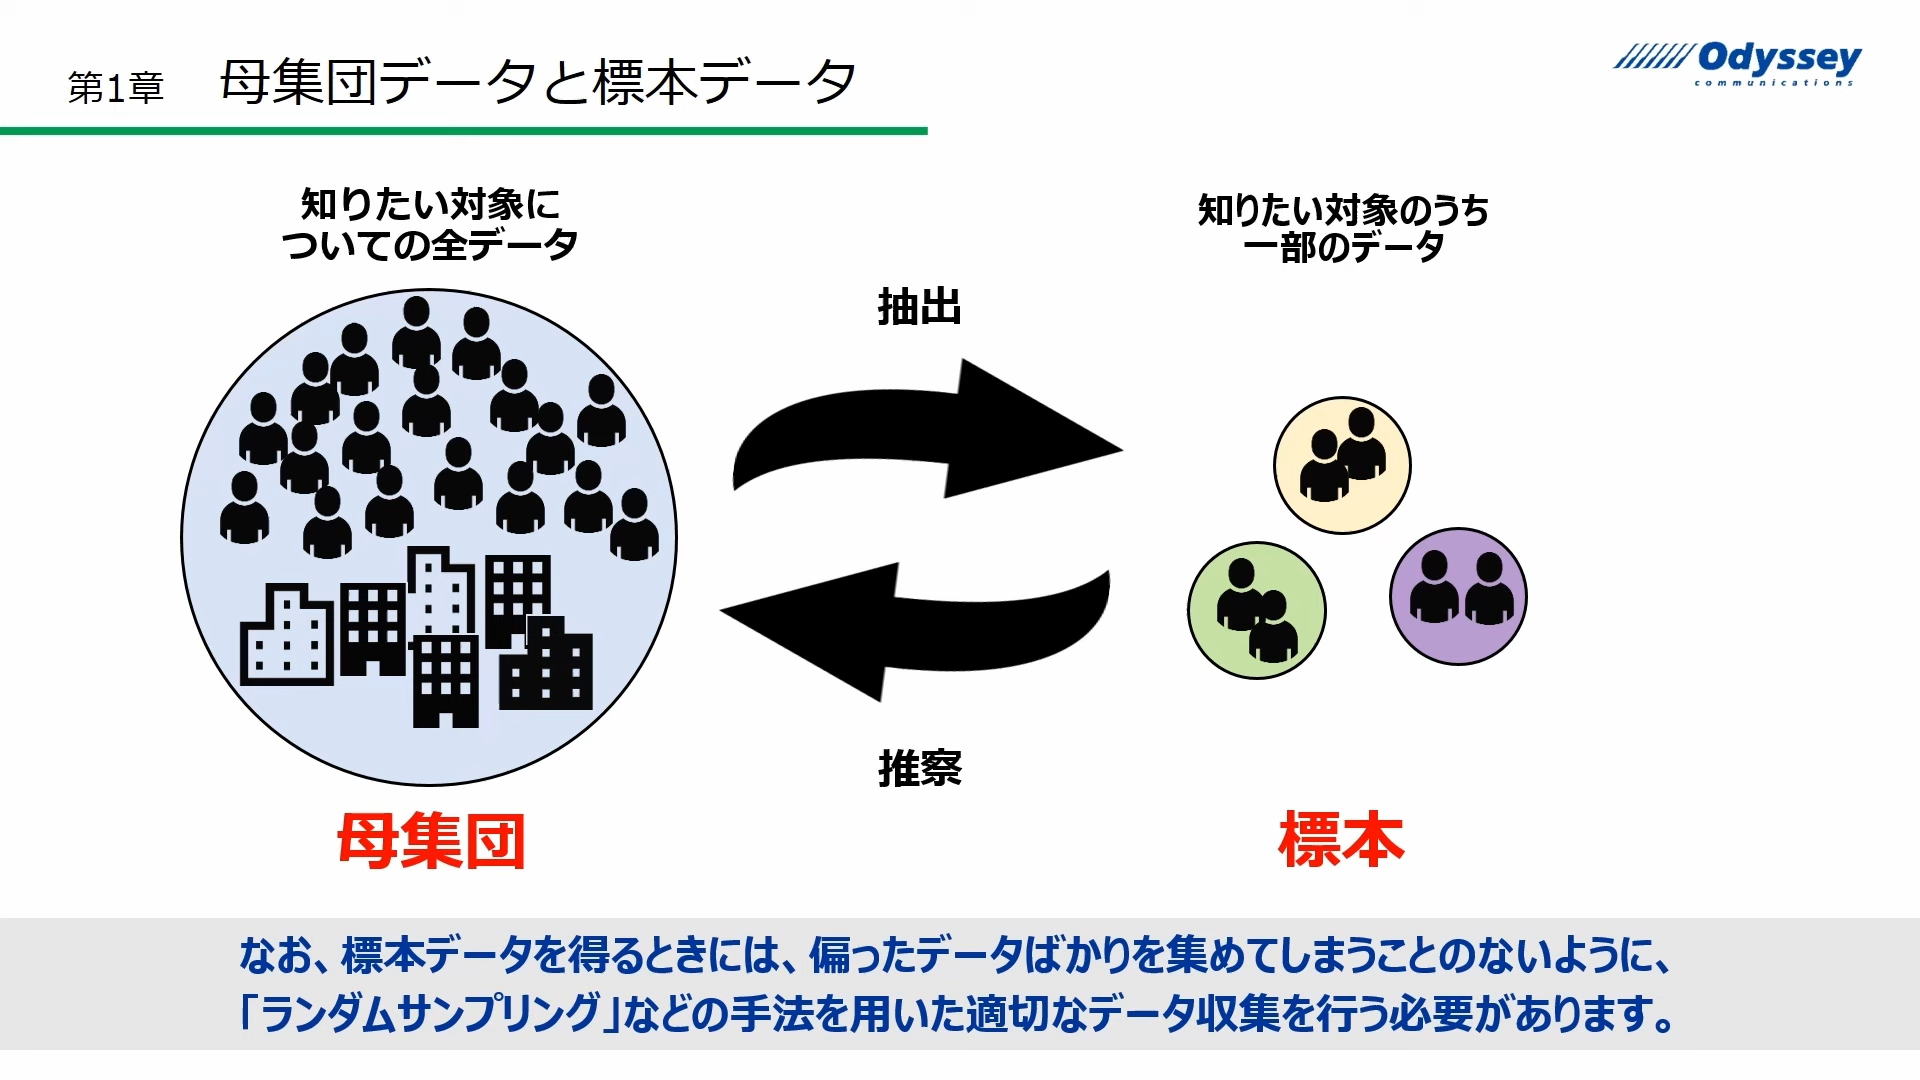 第1章 母集団データと標本データ
Odyssey
communications
知りたい対象に
ついての全データ
知りたい対象のうち
一部のデータ
抽出
推察
母集団
標本
なお、標本データを得るときには、偏ったデータばかりを集めてしまうことのないように、
「ランダムサンプリング」などの手法を用いた適切なデータ収集を行う必要があります。